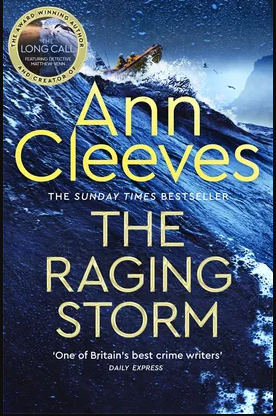 THE AWARD WINNING AUTHOR
THE
LONG CALL
FEATURING DETECTIVE
MATTHEW VENN
AND CREATOR OF
Ann
Cleeves
THE SUNDAY TIMES BESTSELLER
THE
RAGING
STORM
'One of Britain's best crime writers'
DAILY EXPRESS